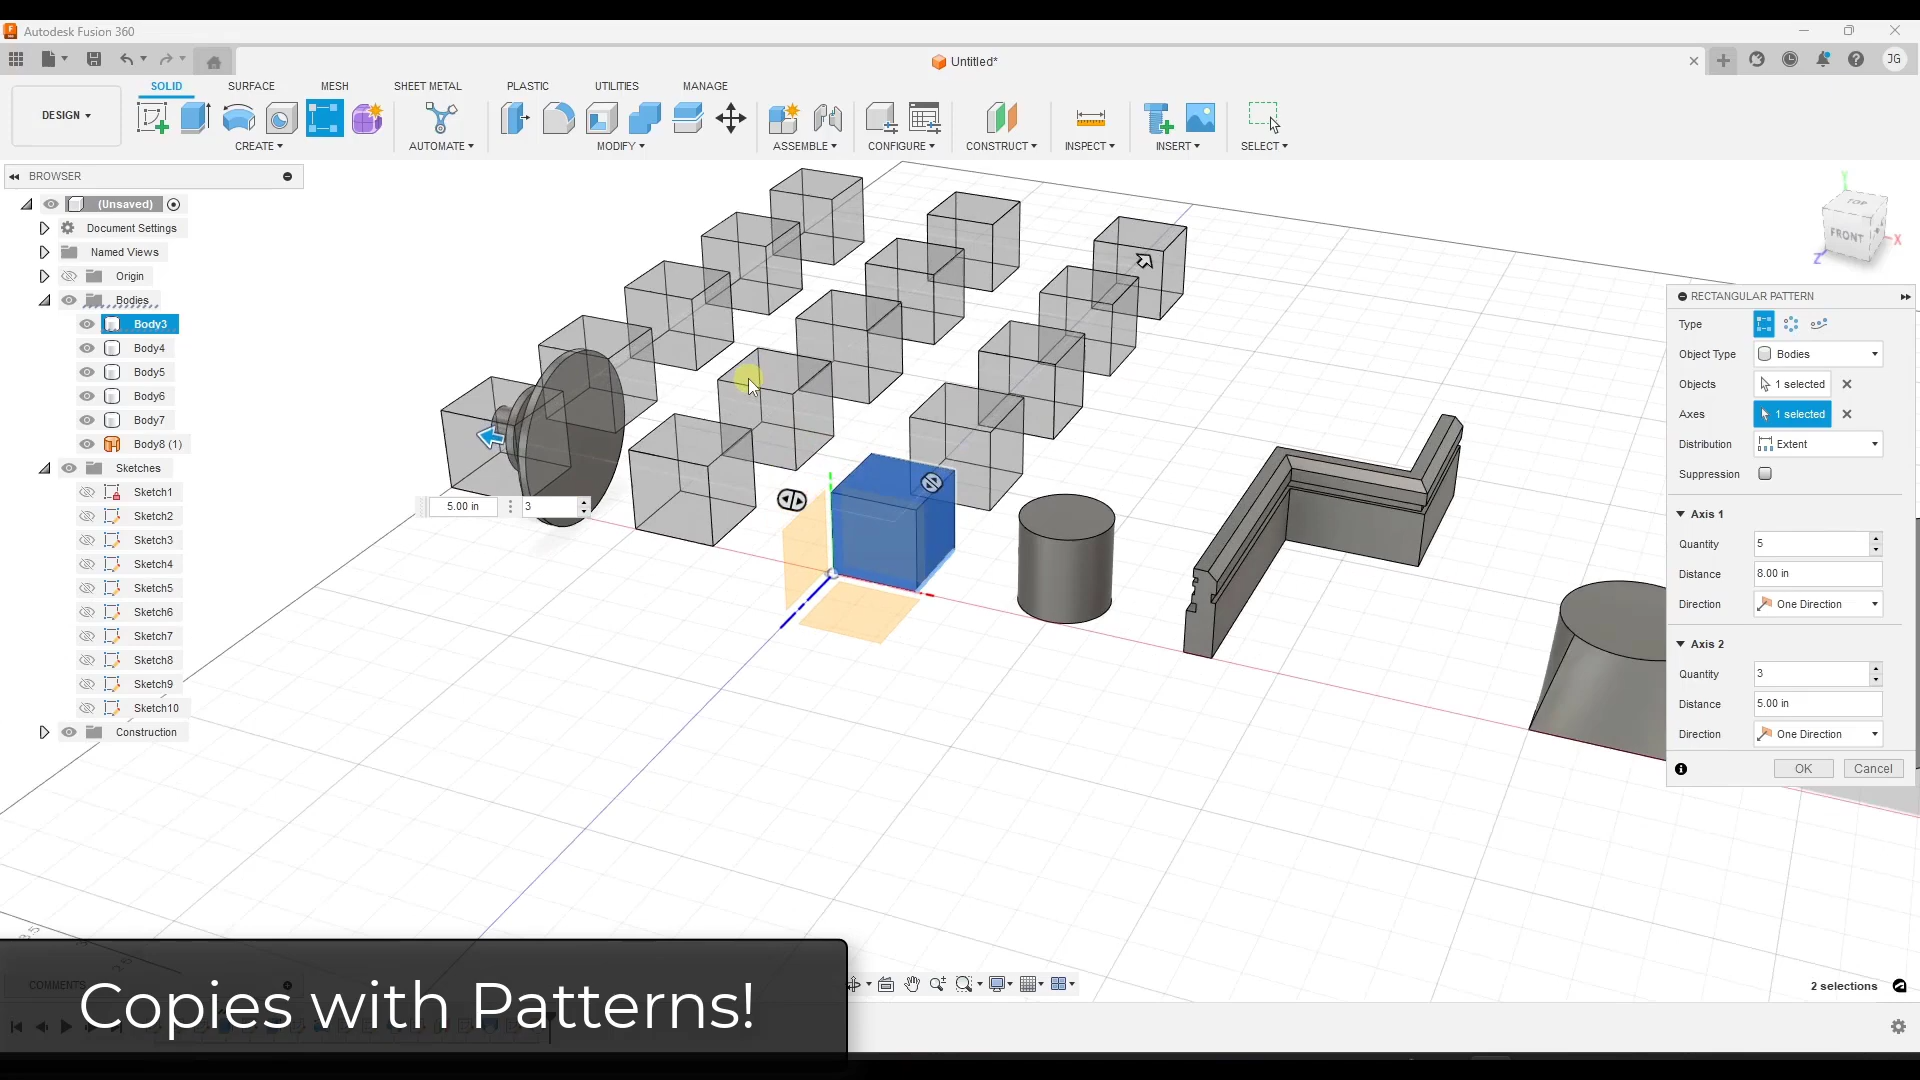 Autodesk Fusion 360
Untitled*
JG
SOLID SURFACE MESH SHEET METAL PLASTIC UTILITIES MANAGE
DESIGN
CREATE AUTOMATE MODIFY ASSEMBLE CONFIGURE CONSTRUCT INSPECT INSERT SELECT
BROWSER
(Unsaved)
Document Settings
Named Views
Origin
Bodies
Body3
Body4
Body5
Body6
Body7
Body8 (1)
Sketches
Sketch1
Sketch2
Sketch3
Sketch4
Sketch5
Sketch6
Sketch7
Sketch8
Sketch9
Sketch10
Construction
5.00 in 3
TOP
FRONT
Y
X
Z
RECTANGULAR PATTERN
Type
Object Type Bodies
Objects 1 selected
Axes 1 selected
Distribution Extent
Suppression
Axis 1
Quantity 5
Distance 8.00 in
Direction One Direction
Axis 2
Quantity 3
Distance 5.00 in
Direction One Direction
OK Cancel
COMMENTS
2 selections
Copies with Patterns!